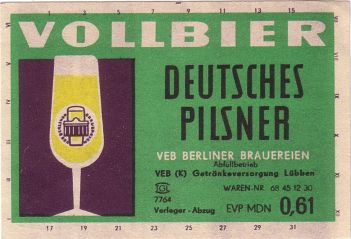 1 3 5 7 9 11 13 15
VOLLBIER
DEUTSCHES
PILSNER
VEB BERLINER BRAUEREIEN
Abfüllbetrieb
VEB (K) Getränkeversorgung Lübben
WAREN-NR. 68 45 12 30
7764
Vorleger-Abzug EVP MDN 0,61
17 19 21 23 25 27 29 31